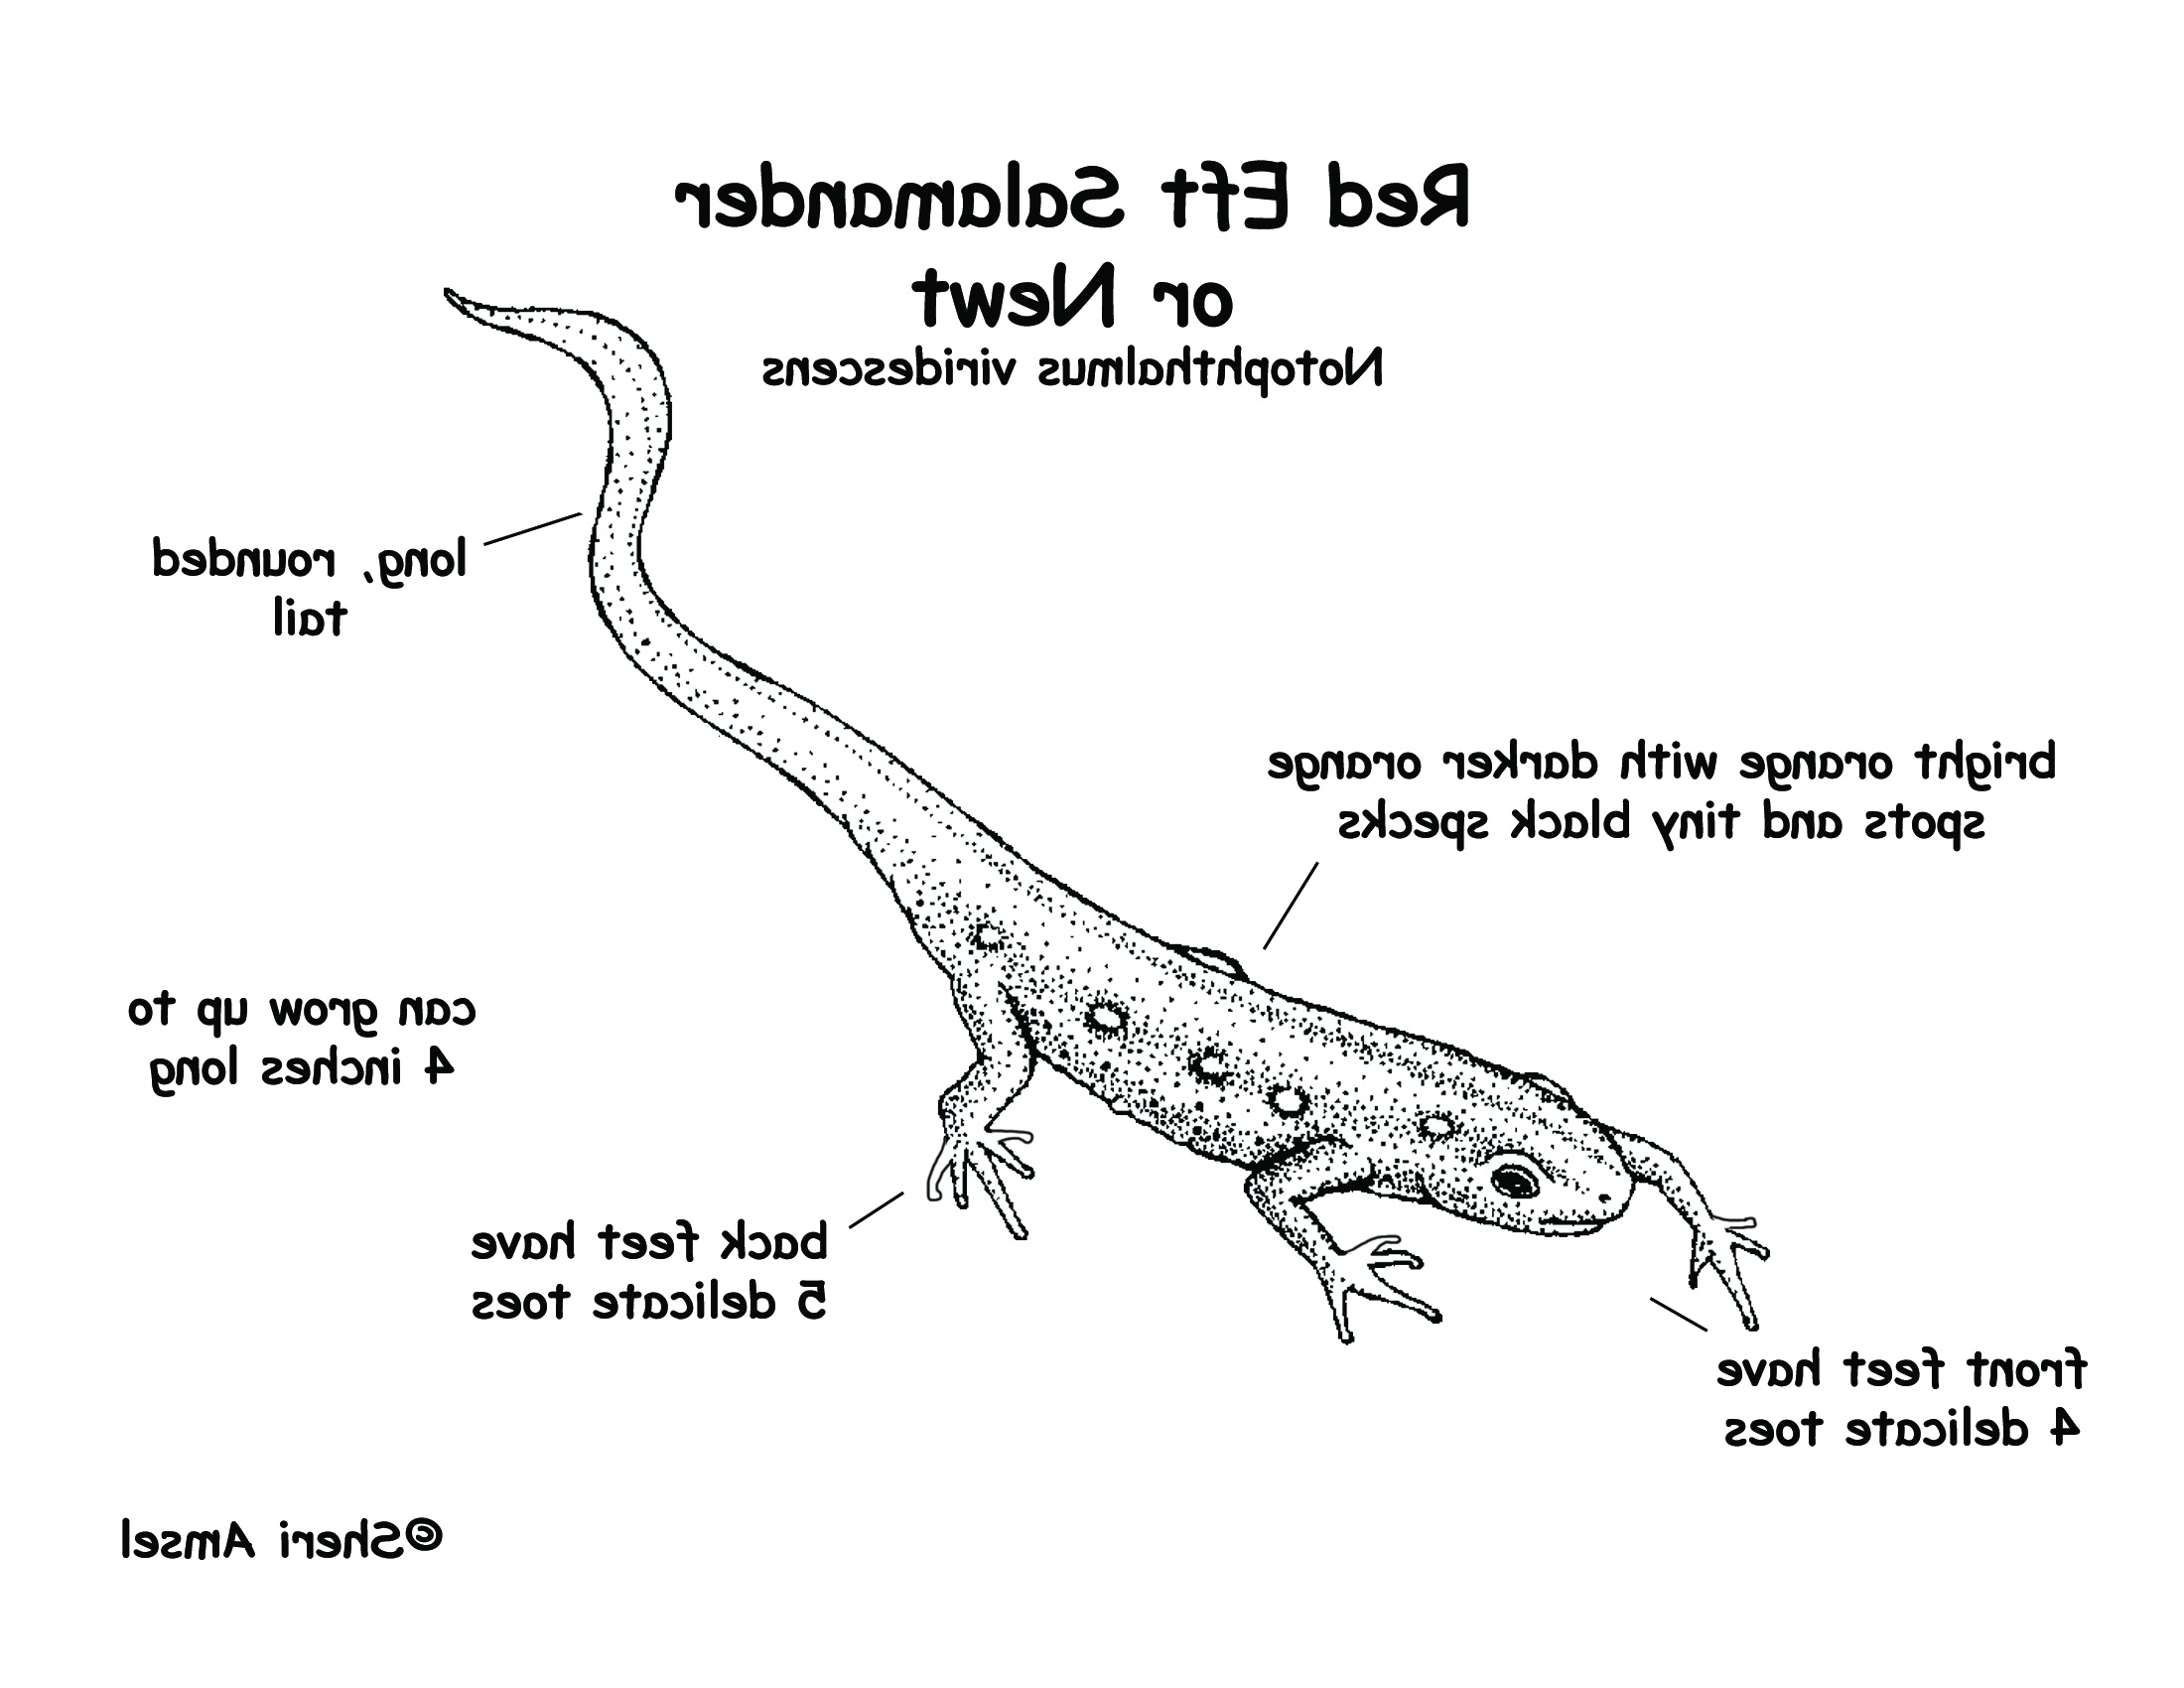 Red Eft Salamander
or Newt
Notophthalmus viridescens
long, rounded
tail
bright orange with darker orange
spots and tiny black specks
can grow up to
4 inches long
back feet have
5 delicate toes
front feet have
4 delicate toes
©Sheri Amsel